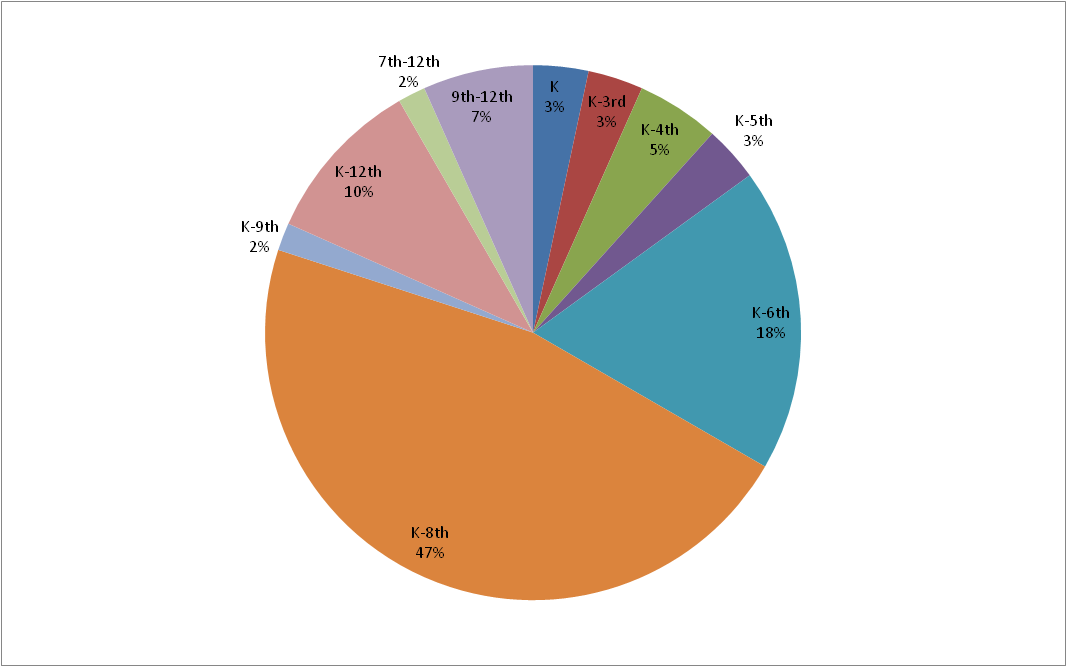 K
3%
K-3rd
3%
K-4th
5%
K-5th
3%
K-6th
18%
K-8th
47%
K-9th
2%
K-12th
10%
7th-12th
2%
9th-12th
7%